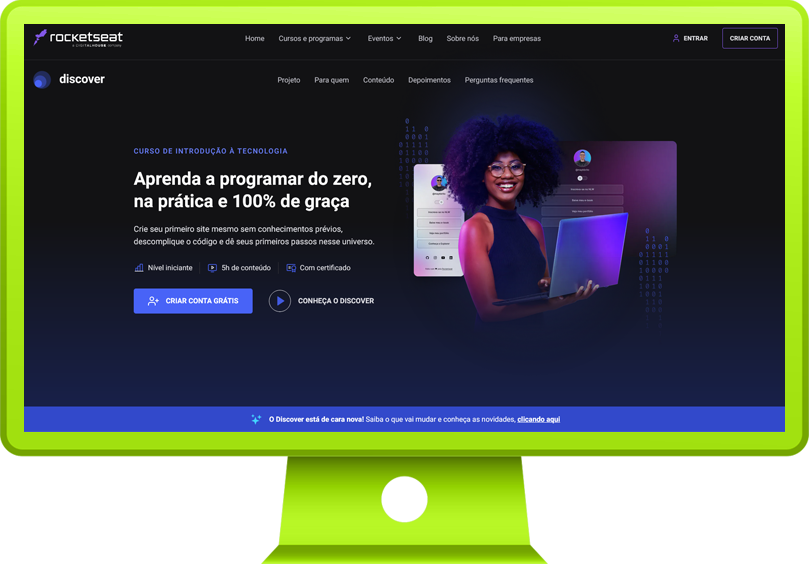 rocketseat
Home
Cursos e programas
Eventos
Blog
Sobre nós
Para empresas
ENTRAR
CRIAR CONTA
discover
Projeto
Para quem
Conteúdo
Depoimentos
Perguntas frequentes
CURSO DE INTRODUÇÃO À TECNOLOGIA
Aprenda a programar do zero,
na prática e 100% de graça
Crie seu primeiro site mesmo sem conhecimentos prévios,
descomplique o código e dê seus primeiros passos nesse universo.
Nível iniciante
5h de conteúdo
Com certificado
CRIAR CONTA GRÁTIS
CONHEÇA O DISCOVER
O Discover está de cara nova! Saiba o que vai mudar e conheça as novidades, clicando aqui